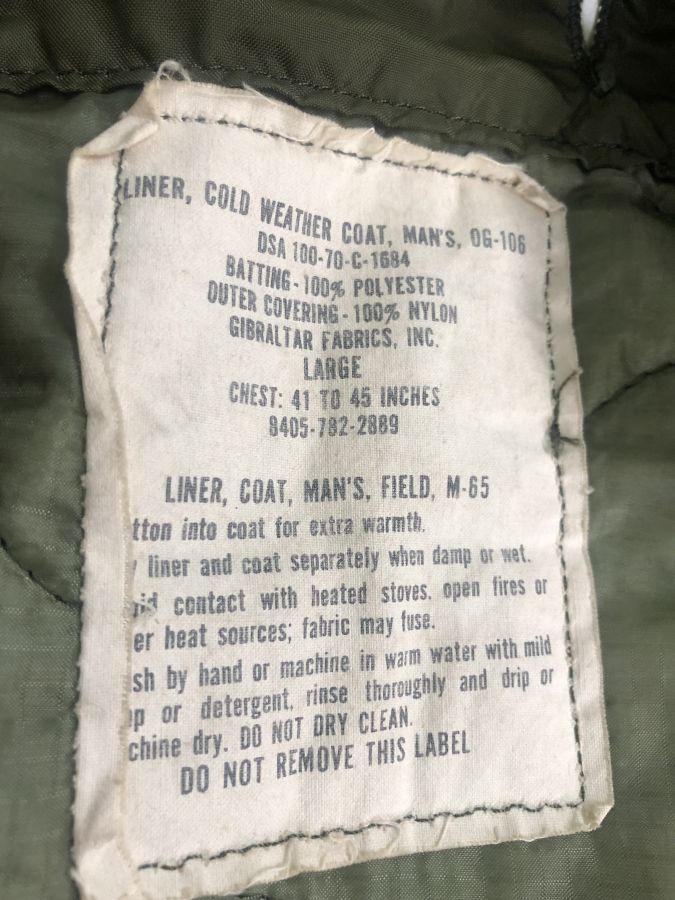 LINER, COLD WEATHER COAT, MAN'S, OG-106
DSA 100-70-C-1684
BATTING-100% POLYESTER
OUTER COVERING-100% NYLON
GIBRALTAR FABRICS, INC.
LARGE
CHEST: 41 TO 45 INCHES
8405-782-2889
LINER, COAT, MAN'S, FIELD, M-65
tton into coat for extra warmth.
liner and coat separately when damp or wet.
id contact with heated stoves, open fires or
er heat sources; fabric may fuse.
sh by hand or machine in warm water with mild
ap or detergent, rinse thoroughly and drip or
chine dry. DO NOT DRY CLEAN.
DO NOT REMOVE THIS LABEL